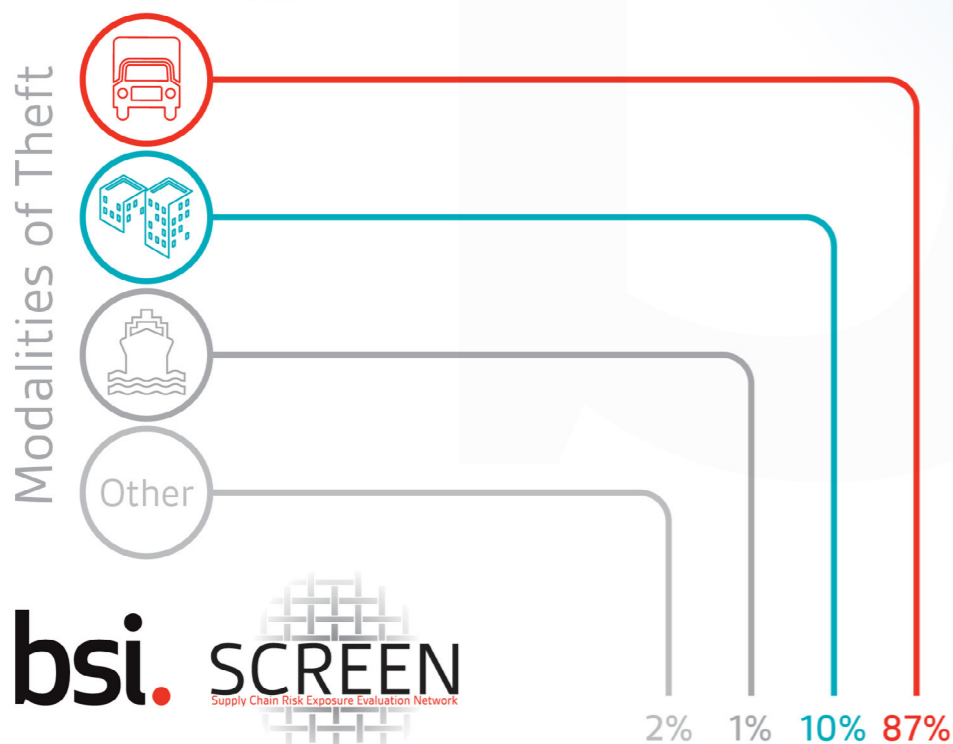 Modalities of Theft
Other
bsi.
SCREEN
Supply Chain Risk Exposure Evaluation Network
2% 1% 10% 87%